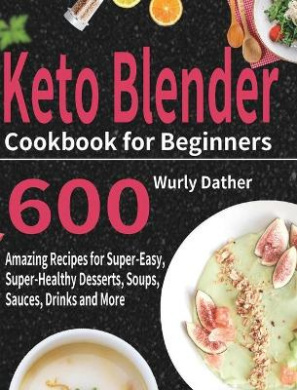 Keto Blender
Cookbook for Beginners
Wurly Dather
600
Amazing Recipes for Super-Easy,
Super-Healthy Desserts, Soups,
Sauces, Drinks and More